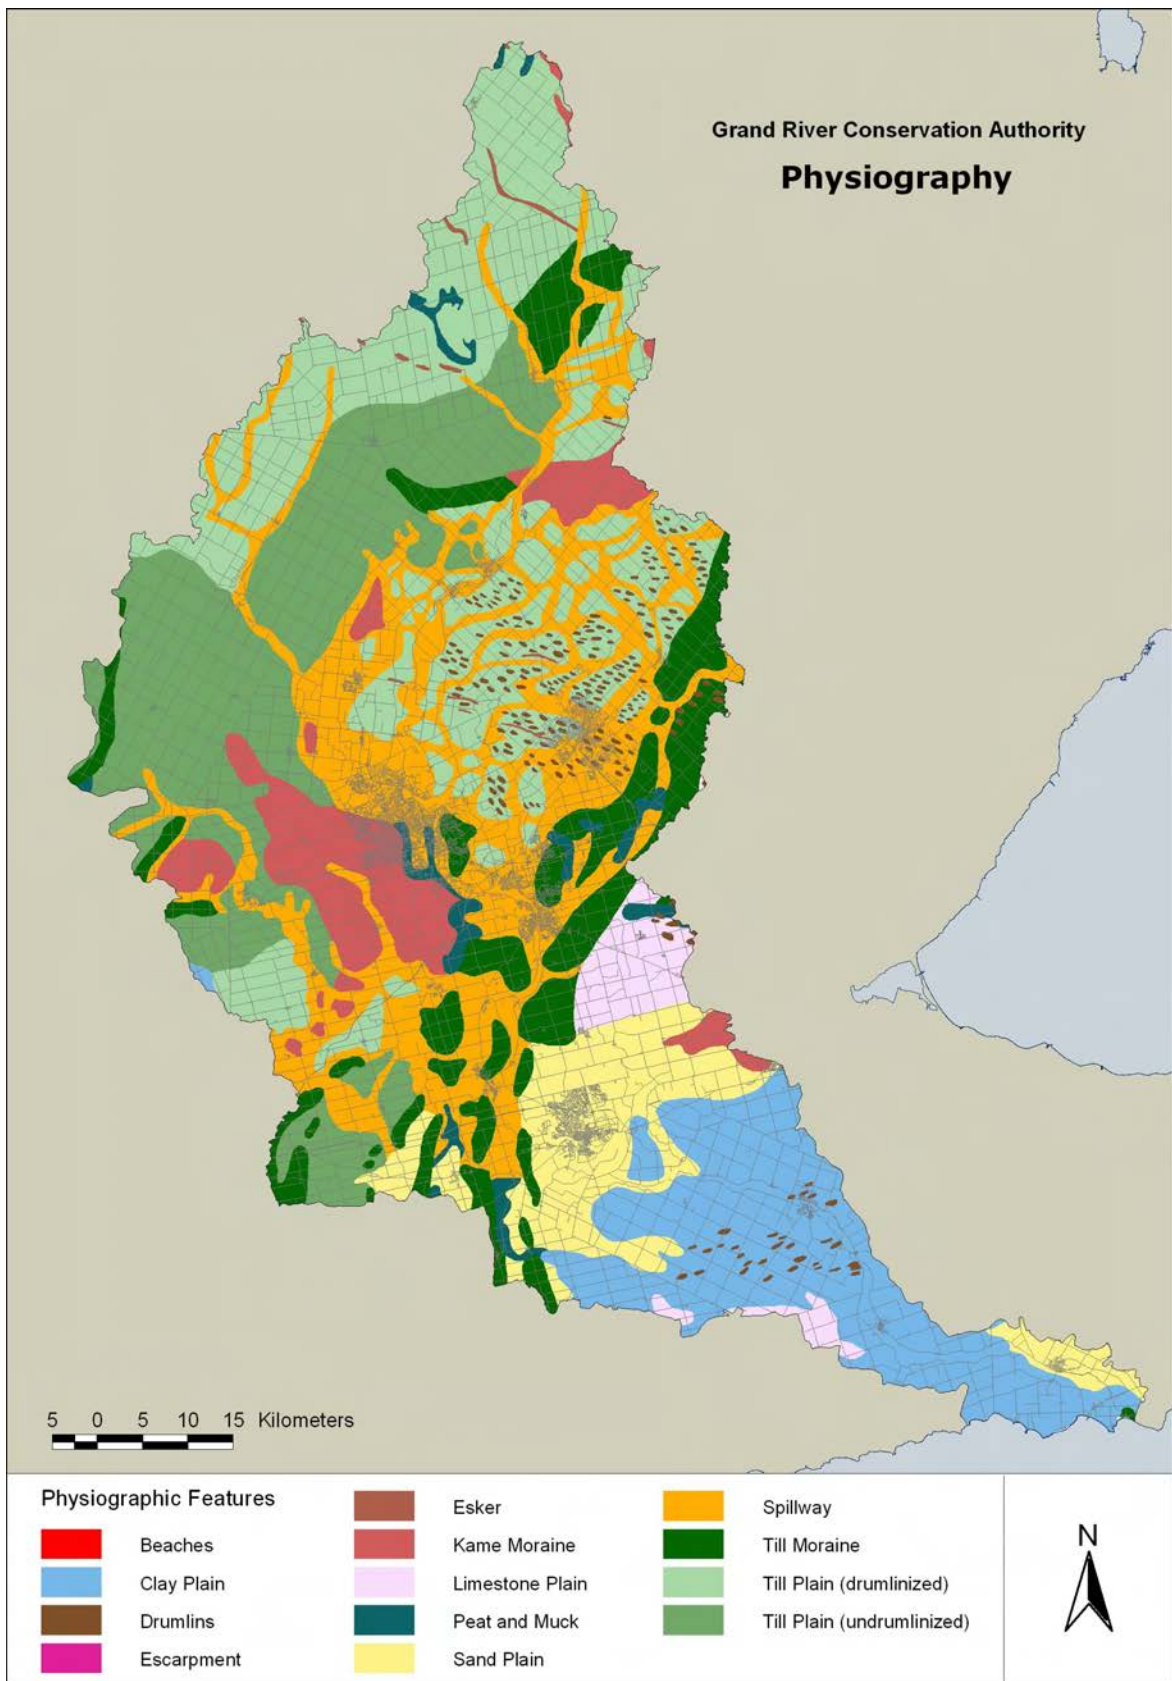 Grand River Conservation Authority
Physiography
5 0 5 10 15 Kilometers
Physiographic Features
Beaches
Clay Plain
Drumlins
Escarpment
Esker
Kame Moraine
Limestone Plain
Peat and Muck
Sand Plain
Spillway
Till Moraine
Till Plain (drumlinized)
Till Plain (undrumlinized)
N